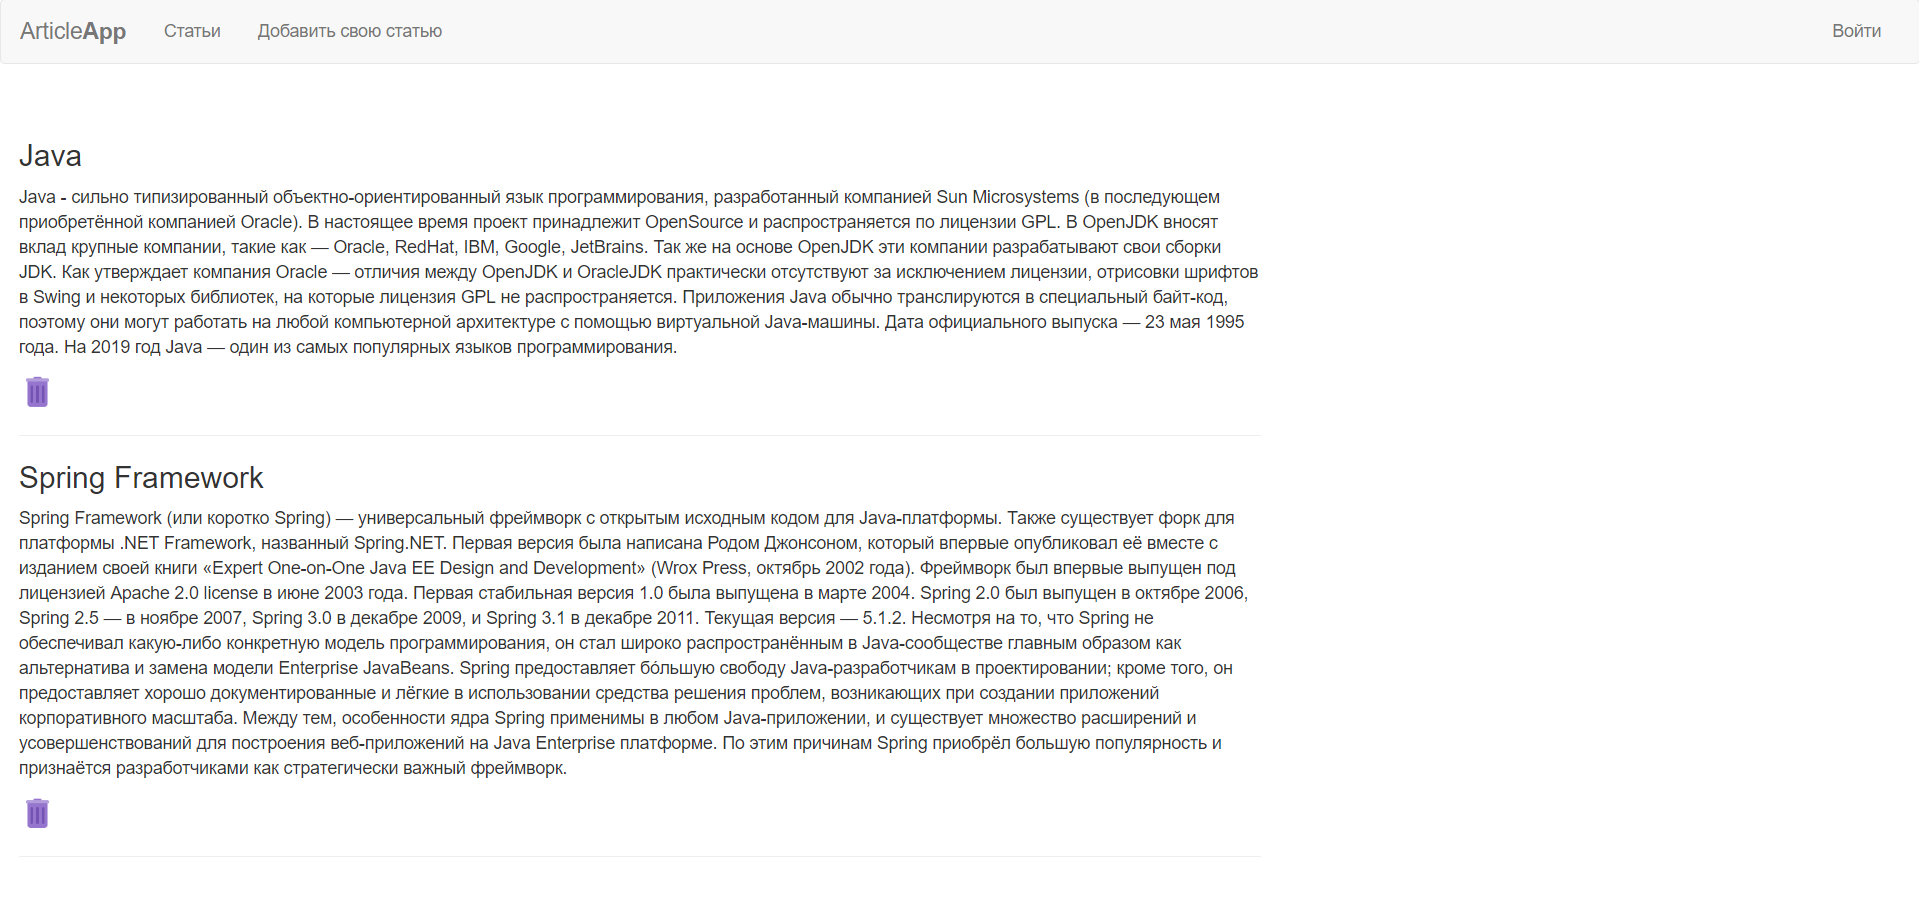 ArticleApp Статьи Добавить свою статью Войти
Java
Java - сильно типизированный объектно-ориентированный язык программирования, разработанный компанией Sun Microsystems (в последующем
приобретённой компанией Oracle). В настоящее время проект принадлежит OpenSource и распространяется по лицензии GPL. В OpenJDK вносят
вклад крупные компании, такие как — Oracle, RedHat, IBM, Google, JetBrains. Так же на основе OpenJDK эти компании разрабатывают свои сборки
JDK. Как утверждает компания Oracle — отличия между OpenJDK и OracleJDK практически отсутствуют за исключением лицензии, отрисовки шрифтов
в Swing и некоторых библиотек, на которые лицензия GPL не распространяется. Приложения Java обычно транслируются в специальный байт-код,
поэтому они могут работать на любой компьютерной архитектуре с помощью виртуальной Java-машины. Дата официального выпуска — 23 мая 1995
года. На 2019 год Java — один из самых популярных языков программирования.
Spring Framework
Spring Framework (или коротко Spring) — универсальный фреймворк с открытым исходным кодом для Java-платформы. Также существует форк для
платформы .NET Framework, названный Spring.NET. Первая версия была написана Родом Джонсоном, который впервые опубликовал её вместе с
изданием своей книги «Expert One-on-One Java EE Design and Development» (Wrox Press, октябрь 2002 года). Фреймворк был впервые выпущен под
лицензией Apache 2.0 license в июне 2003 года. Первая стабильная версия 1.0 была выпущена в марте 2004. Spring 2.0 был выпущен в октябре 2006,
Spring 2.5 — в ноябре 2007, Spring 3.0 в декабре 2009, и Spring 3.1 в декабре 2011. Текущая версия — 5.1.2. Несмотря на то, что Spring не
обеспечивал какую-либо конкретную модель программирования, он стал широко распространённым в Java-сообществе главным образом как
альтернатива и замена модели Enterprise JavaBeans. Spring предоставляет бо́льшую свободу Java-разработчикам в проектировании; кроме того, он
предоставляет хорошо документированные и лёгкие в использовании средства решения проблем, возникающих при создании приложений
корпоративного масштаба. Между тем, особенности ядра Spring применимы в любом Java-приложении, и существует множество расширений и
усовершенствований для построения веб-приложений на Java Enterprise платформе. По этим причинам Spring приобрёл большую популярность и
признаётся разработчиками как стратегически важный фреймворк.